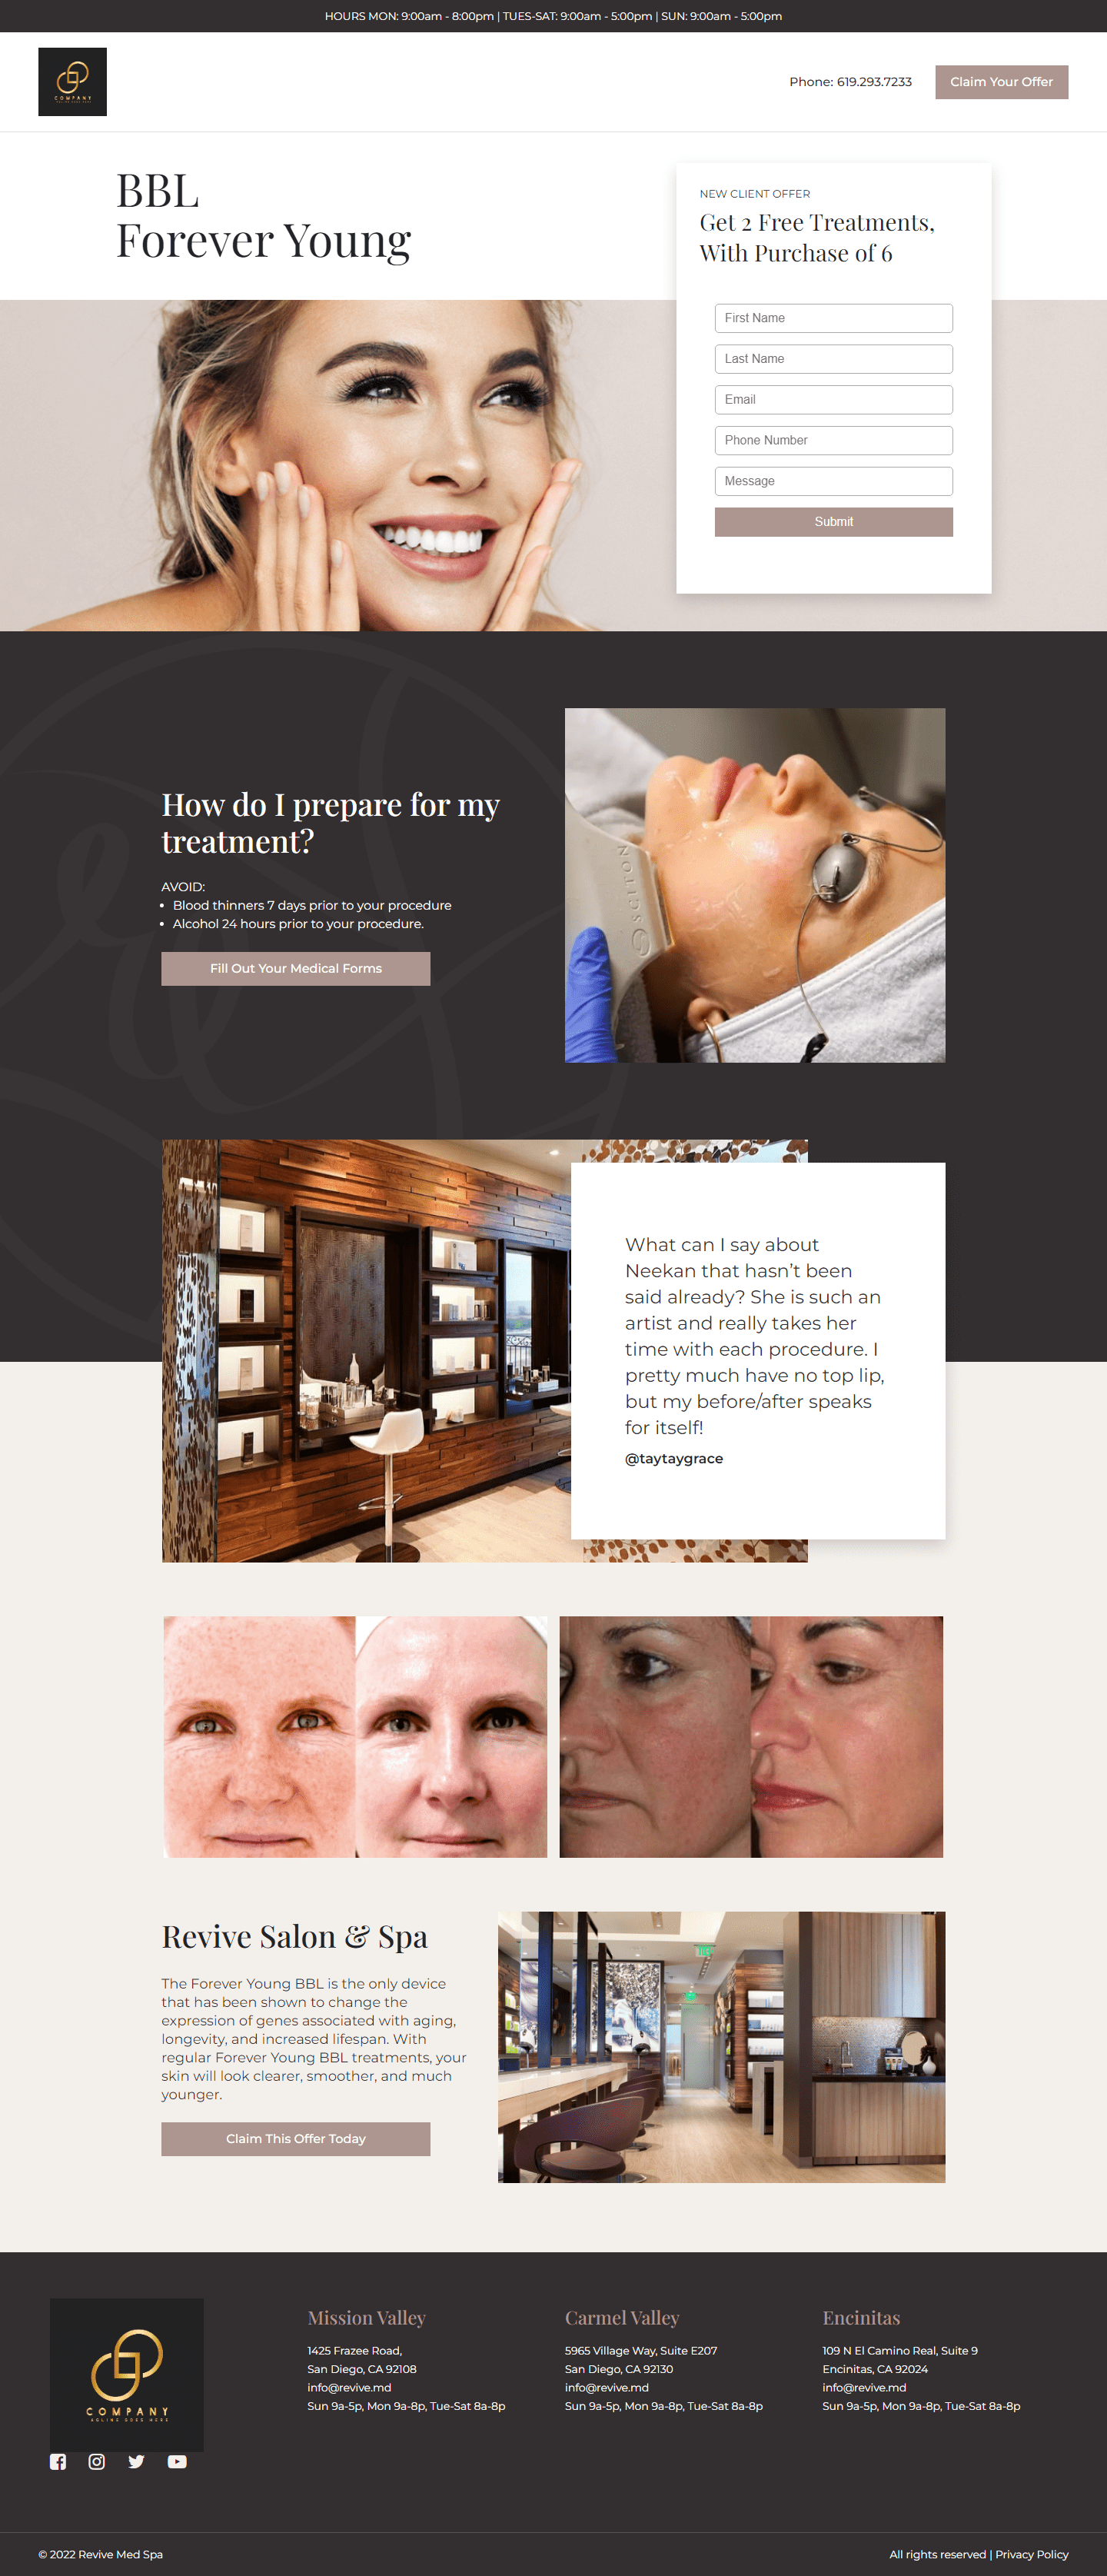 HOURS MON: 9:00am - 8:00pm | TUES-SAT: 9:00am - 5:00pm | SUN: 9:00am - 5:00pm
COMPANY
Phone: 619.293.7233
Claim Your Offer
BBL
Forever Young
NEW CLIENT OFFER
Get 2 Free Treatments,
With Purchase of 6
First Name
Last Name
Email
Phone Number
Message
Submit
How do I prepare for my
treatment?
AVOID:
• Blood thinners 7 days prior to your procedure
• Alcohol 24 hours prior to your procedure.
Fill Out Your Medical Forms
SCITON
What can I say about
Neekan that hasn’t been
said already? She is such an
artist and really takes her
time with each procedure. I
pretty much have no top lip,
but my before/after speaks
for itself!
@taytaygrace
Revive Salon & Spa
The Forever Young BBL is the only device
that has been shown to change the
expression of genes associated with aging,
longevity, and increased lifespan. With
regular Forever Young BBL treatments, your
skin will look clearer, smoother, and much
younger.
Claim This Offer Today
COMPANY
AGLINE GOES HERE
Mission Valley
1425 Frazee Road,
San Diego, CA 92108
info@revive.md
Sun 9a-5p, Mon 9a-8p, Tue-Sat 8a-8p
Carmel Valley
5965 Village Way, Suite E207
San Diego, CA 92130
info@revive.md
Sun 9a-5p, Mon 9a-8p, Tue-Sat 8a-8p
Encinitas
109 N El Camino Real, Suite 9
Encinitas, CA 92024
info@revive.md
Sun 9a-5p, Mon 9a-8p, Tue-Sat 8a-8p
© 2022 Revive Med Spa
All rights reserved | Privacy Policy